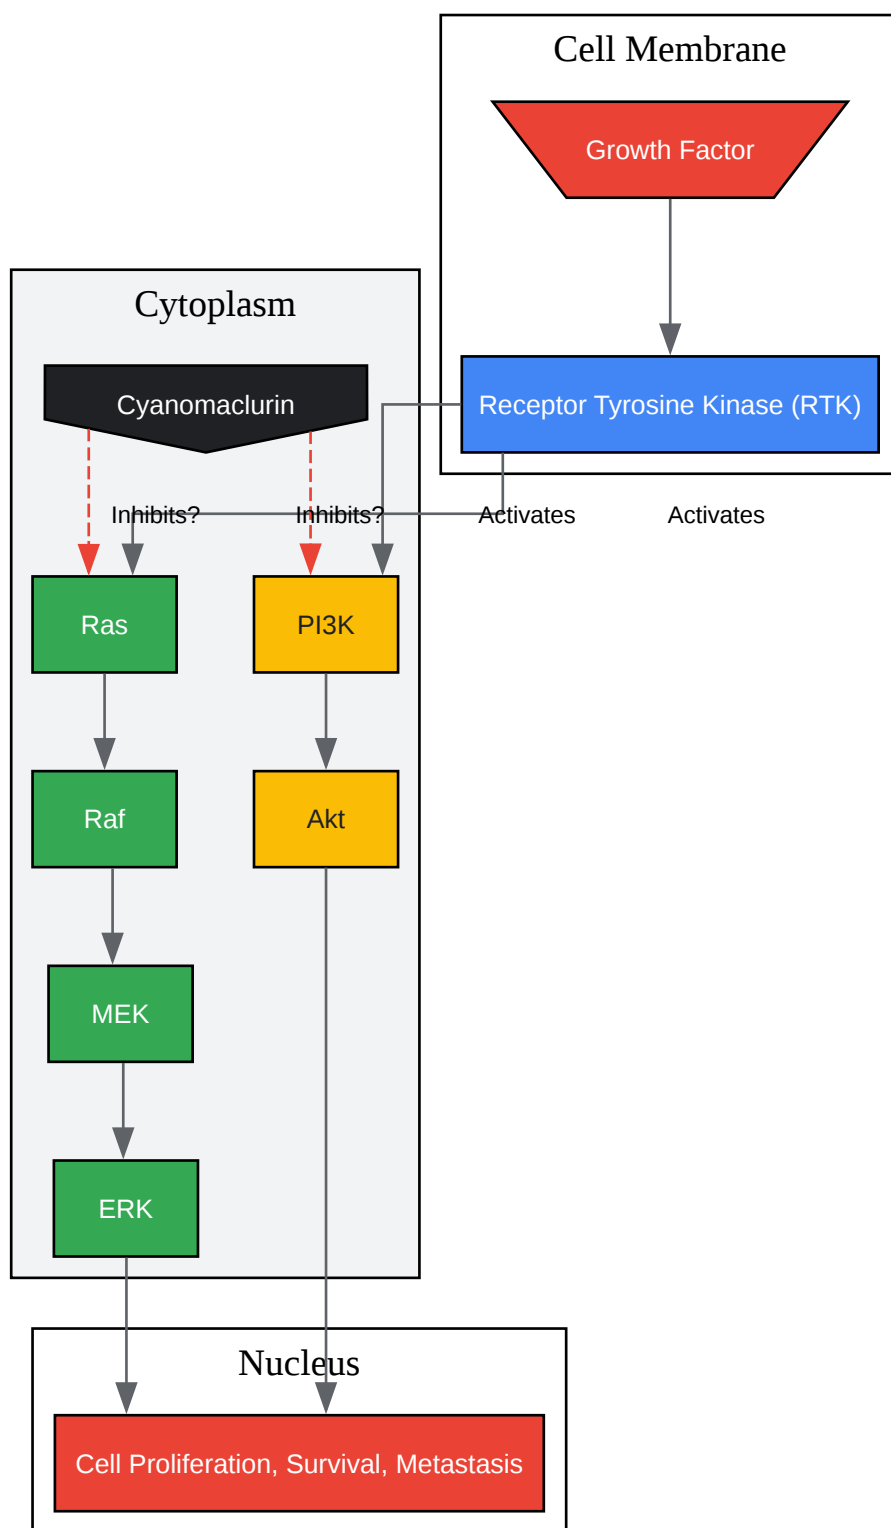 Cell Membrane
Growth Factor
Cytoplasm
Cyanomaclurin
Receptor Tyrosine Kinase (RTK)
Inhibits?
Inhibits?
Activates
Activates
Ras
PI3K
Raf
Akt
MEK
ERK
Nucleus
Cell Proliferation, Survival, Metastasis